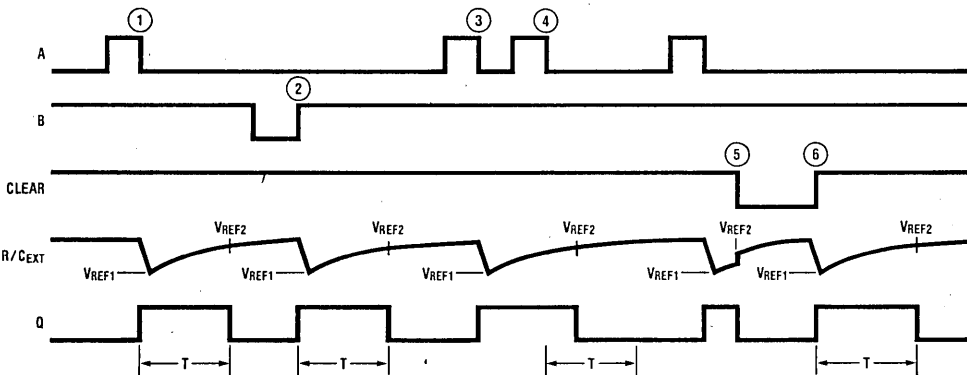 1 3 4
A
2
B
5 6
CLEAR
VREF2 VREF2 VREF2 VREF2 VREF2
R/CEXT
VREF1 VREF1 VREF1 VREF1 VREF1
Q
T T T T